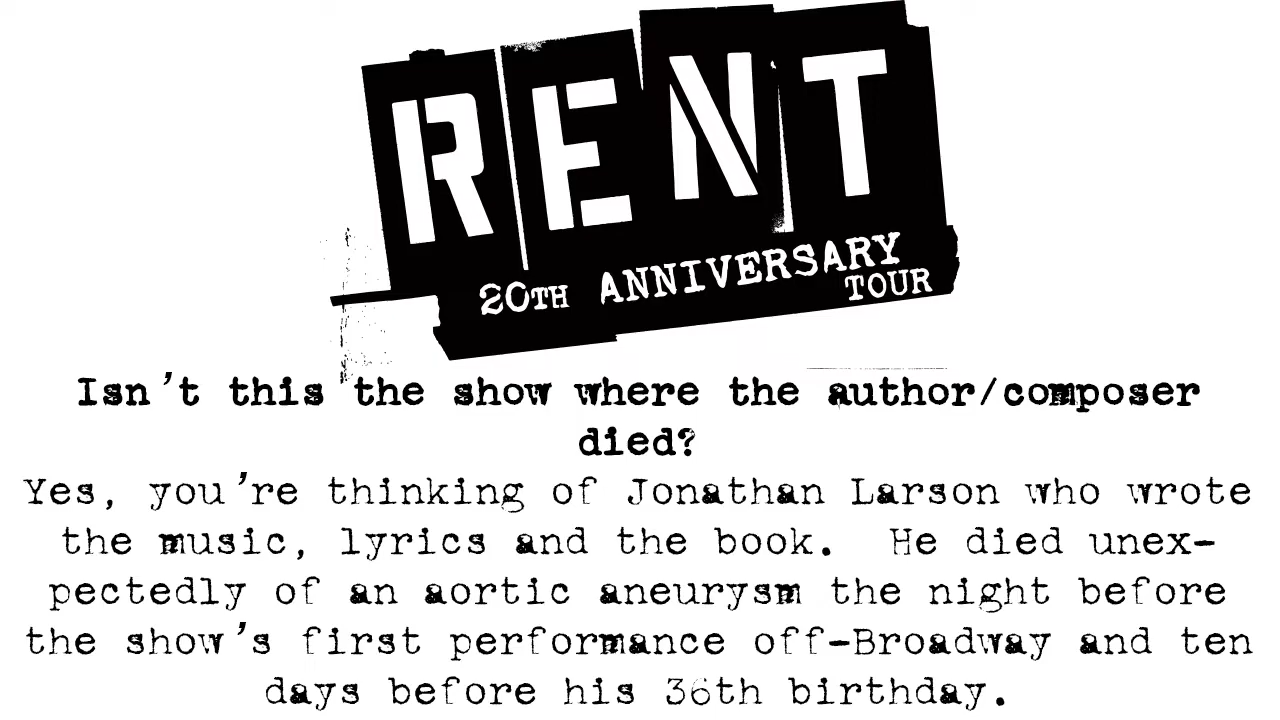 RENT
20TH ANNIVERSARY
TOUR
Isn't this the show where the author/composer
died?
Yes, you're thinking of Jonathan Larson who wrote
the music, lyrics and the book.  He died unex-
pectedly of an aortic aneurysm the night before
the show's first performance off-Broadway and ten
days before his 36th birthday.